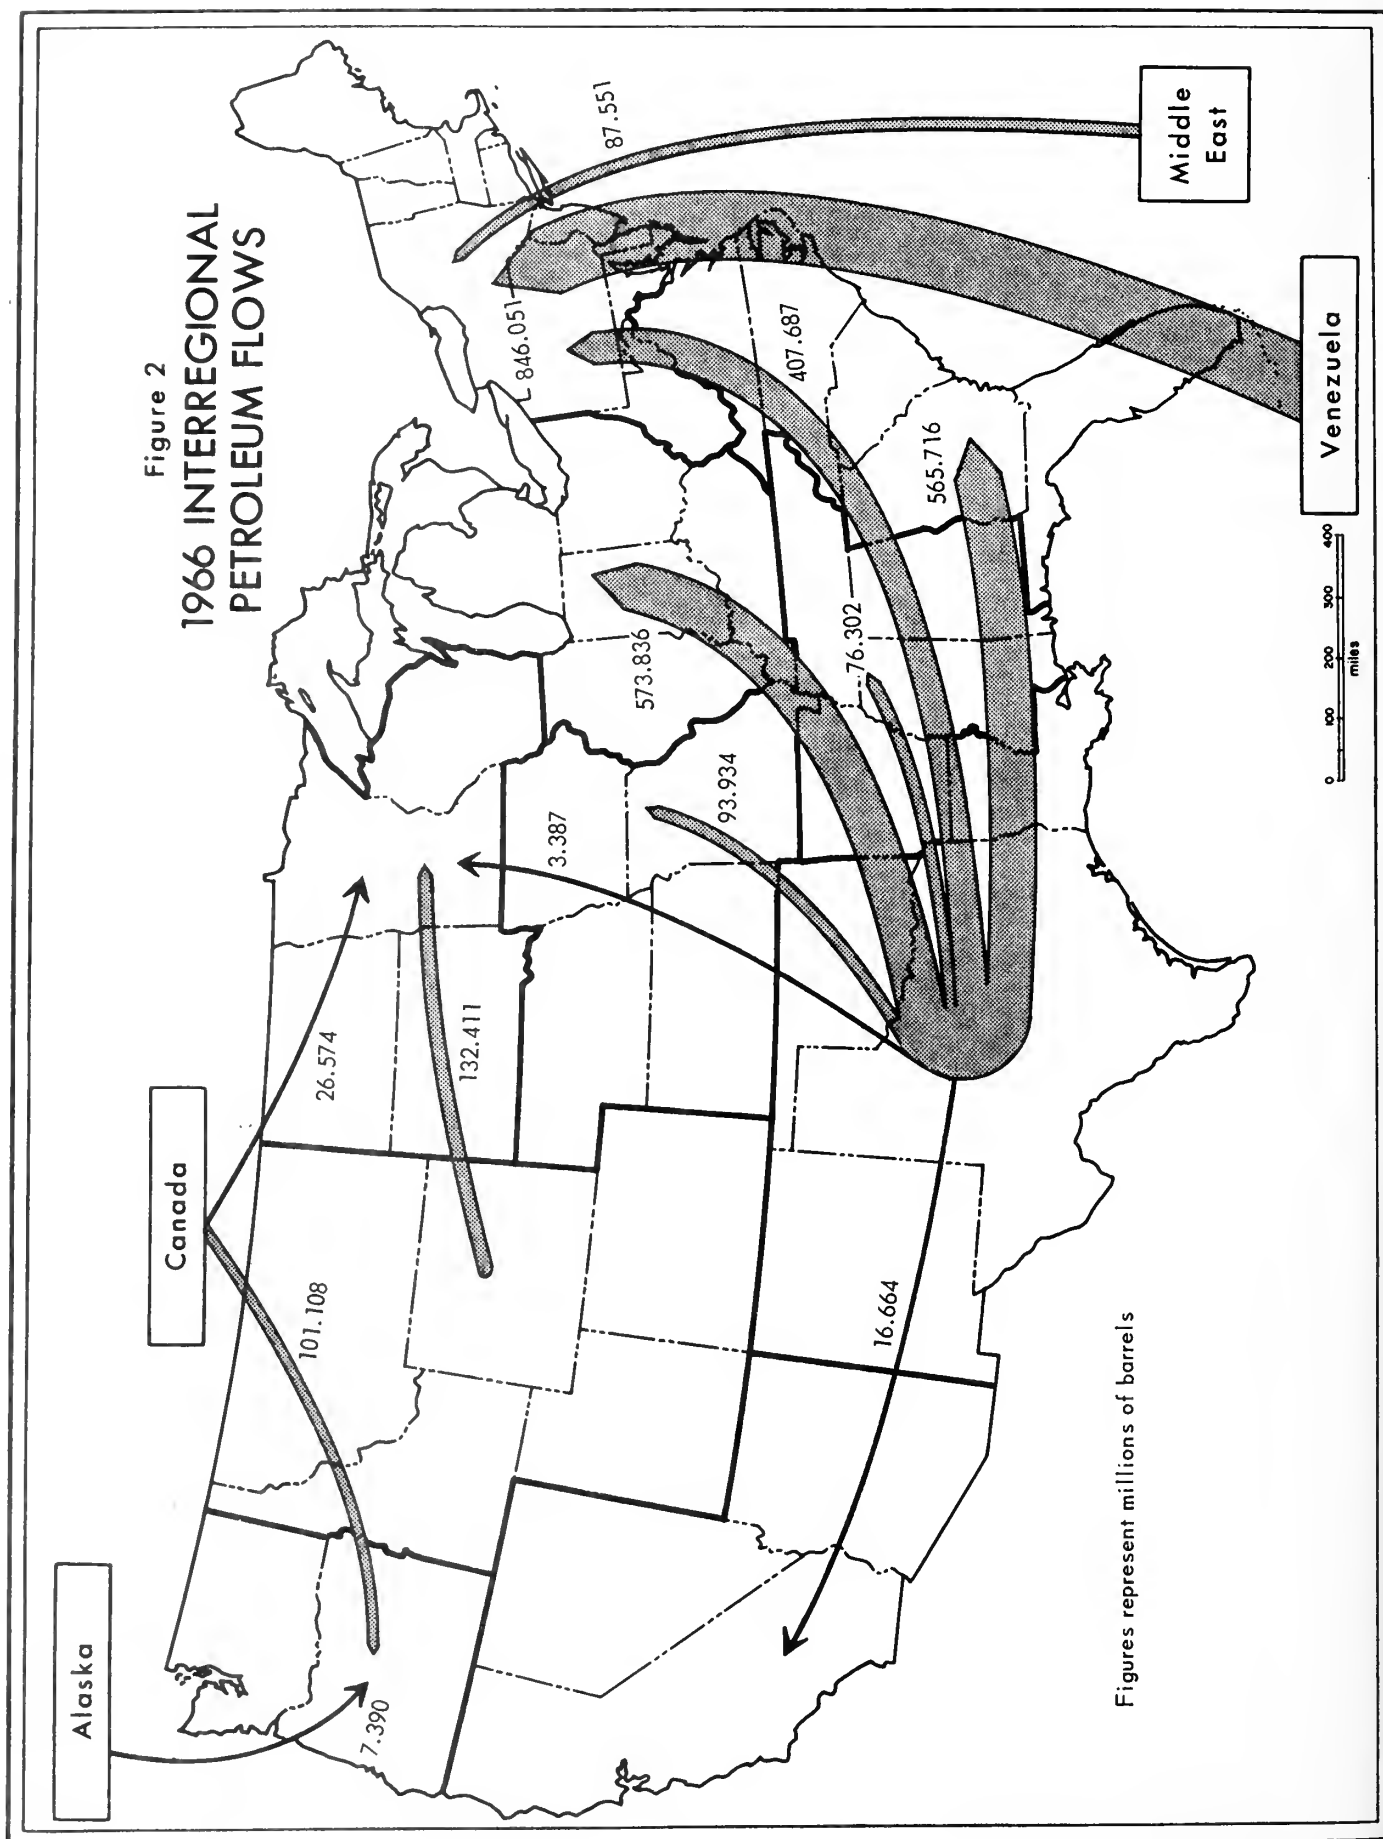 Figure 2
1966 INTERREGIONAL
PETROLEUM FLOWS
Alaska
Canada
7.390
101.108
26.574
132.411
3.387
93.934
573.836
846.051
87.551
407.687
76.302
565.716
16.664
Middle
East
Venezuela
Figures represent millions of barrels
0 100 200 300 400
miles